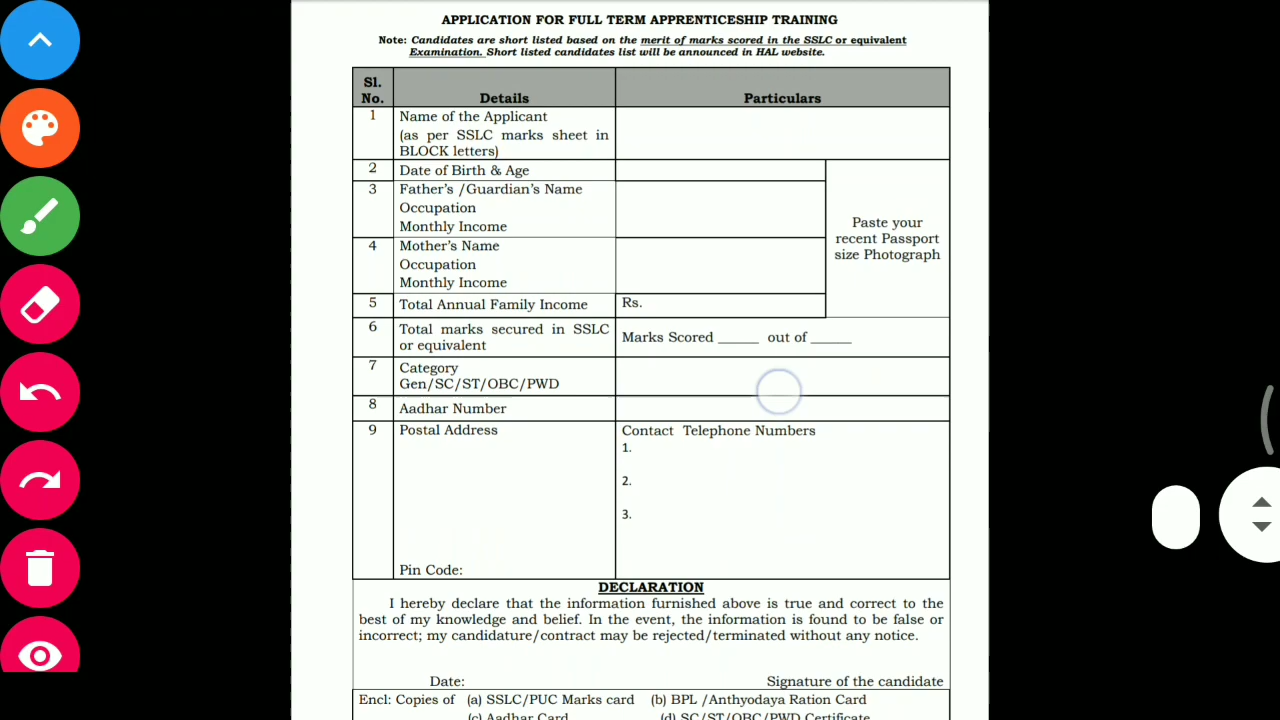 APPLICATION FOR FULL TERM APPRENTICESHIP TRAINING
Note: Candidates are short listed based on the merit of marks scored in the SSLC or equivalent
Examination. Short listed candidates list will be announced in HAL website.
Sl. No. Details Particulars
1 Name of the Applicant
(as per SSLC marks sheet in
BLOCK letters)
2 Date of Birth & Age
3 Father's /Guardian's Name
Occupation
Monthly Income
Paste your
recent Passport
size Photograph
4 Mother's Name
Occupation
Monthly Income
5 Total Annual Family Income Rs.
6 Total marks secured in SSLC
or equivalent
Marks Scored ______ out of ______
7 Category
Gen/SC/ST/OBC/PWD
8 Aadhar Number
9 Postal Address
Pin Code:
Contact Telephone Numbers
1.
2.
3.
DECLARATION
I hereby declare that the information furnished above is true and correct to the
best of my knowledge and belief. In the event, the information is found to be false or
incorrect; my candidature/contract may be rejected/terminated without any notice.
Date: Signature of the candidate
Encl: Copies of (a) SSLC/PUC Marks card (b) BPL /Anthyodaya Ration Card
(c) Aadhar Card (d) SC/ST/OBC/PWD Certificate